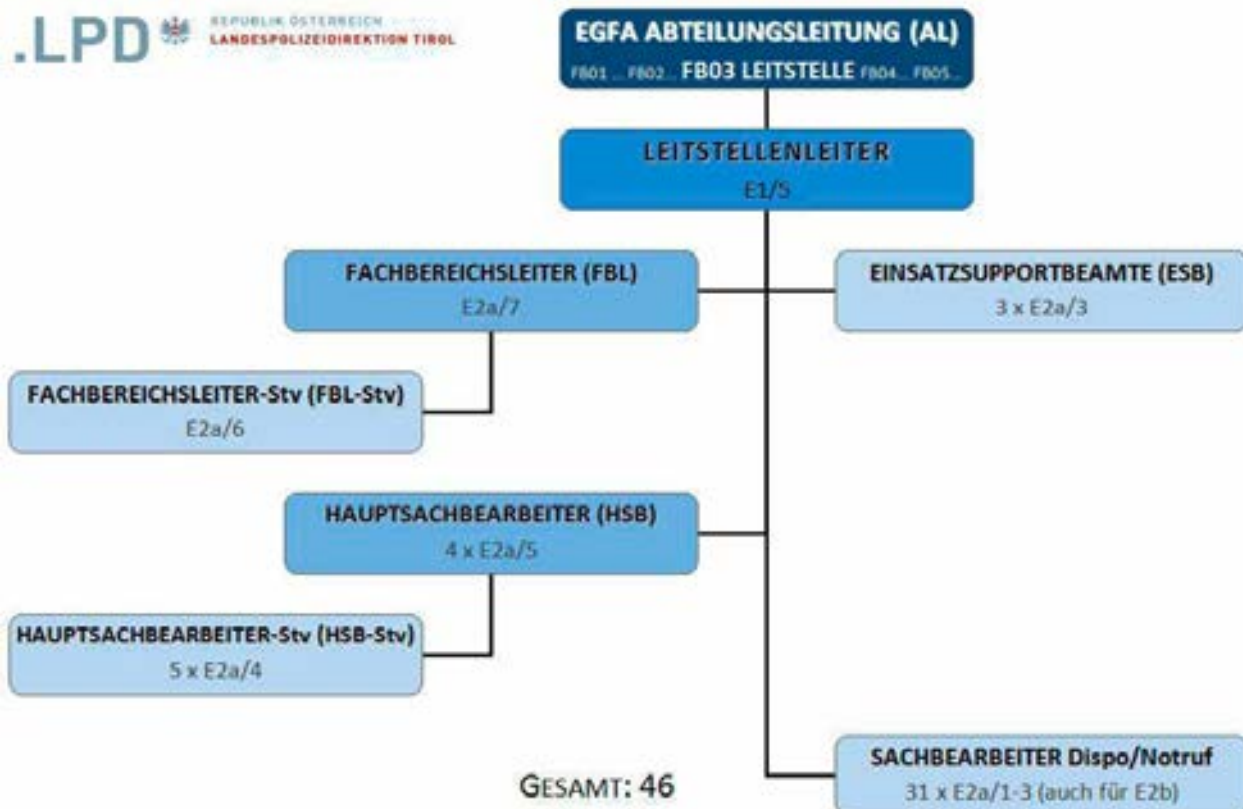 .LPD REPUBLIK ÖSTERREICH
LANDESPOLIZEIDIREKTION TIROL
EGFA ABTEILUNGSLEITUNG (AL)
FB01 ... FB02... FB03 LEITSTELLE FB04... FB05...
LEITSTELLENLEITER
E1/5
FACHBEREICHSLEITER (FBL)
E2a/7
EINSATZSUPPORTBEAMTE (ESB)
3 x E2a/3
FACHBEREICHSLEITER-Stv (FBL-Stv)
E2a/6
HAUPTSACHBEARBEITER (HSB)
4 x E2a/5
HAUPTSACHBEARBEITER-Stv (HSB-Stv)
5 x E2a/4
SACHBEARBEITER Dispo/Notruf
31 x E2a/1-3 (auch für E2b)
GESAMT: 46